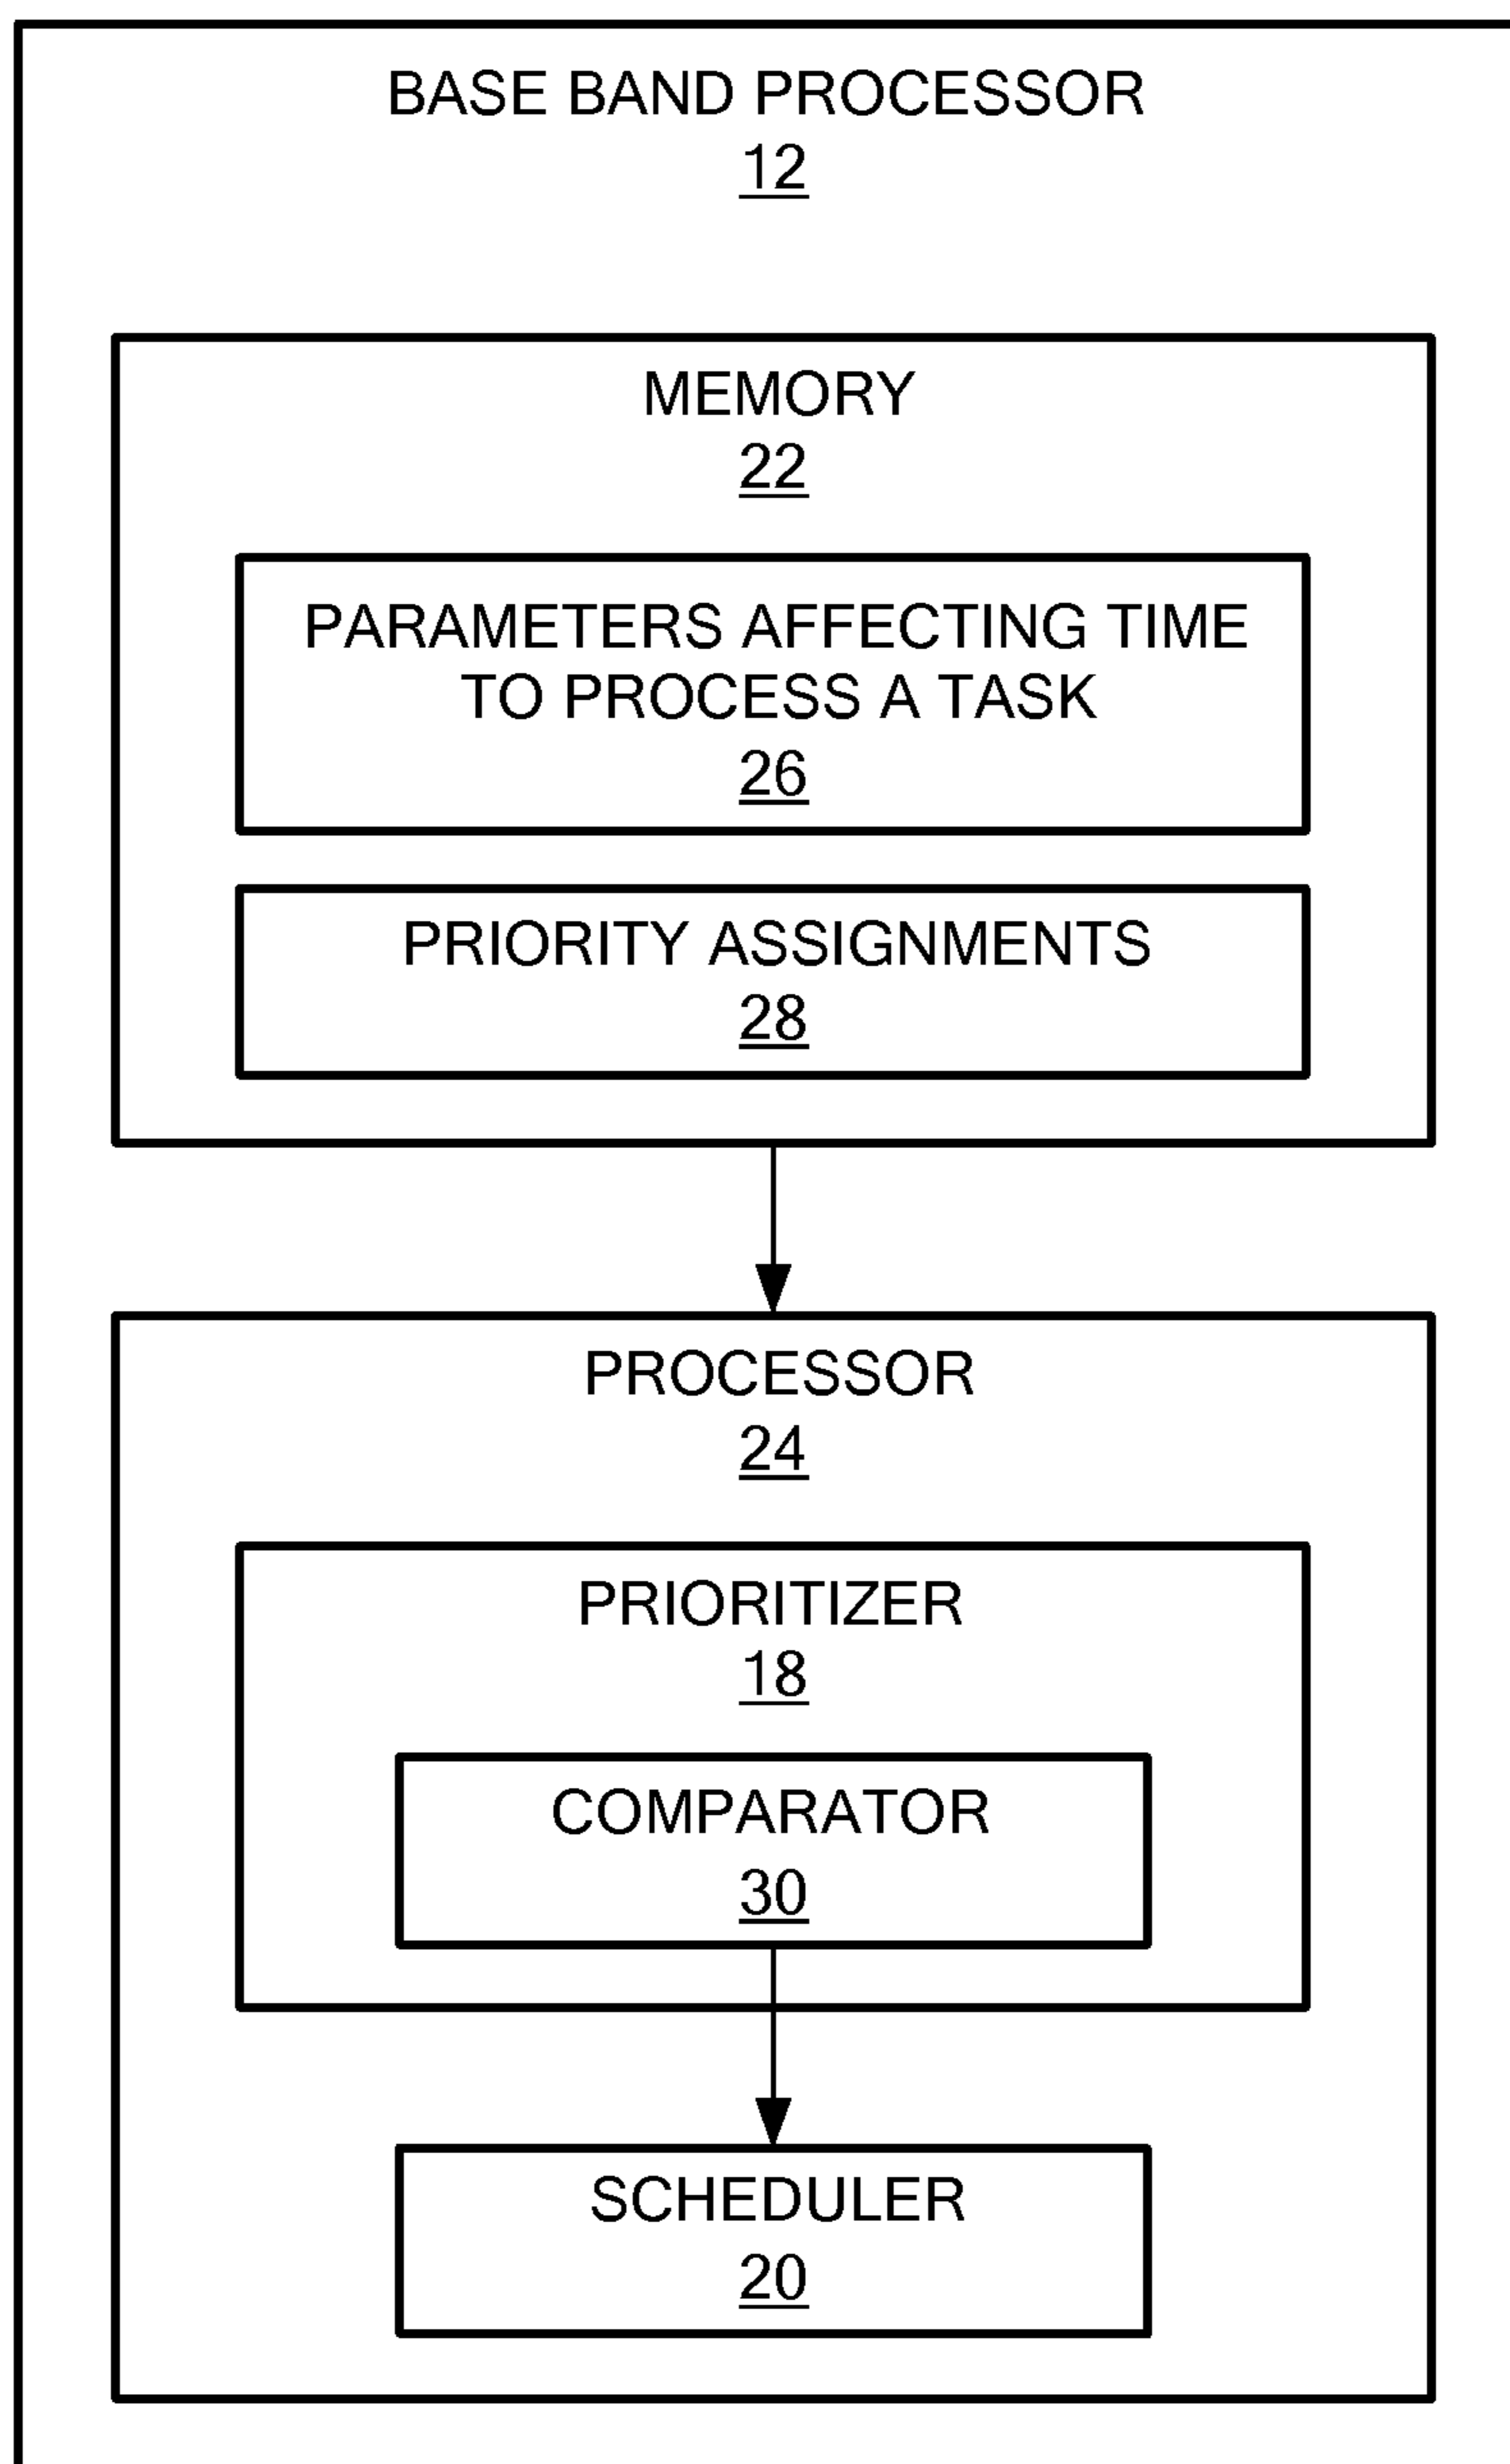 BASE BAND PROCESSOR
12
MEMORY
22
PARAMETERS AFFECTING TIME
TO PROCESS A TASK
26
PRIORITY ASSIGNMENTS
28
PROCESSOR
24
PRIORITIZER
18
COMPARATOR
30
SCHEDULER
20